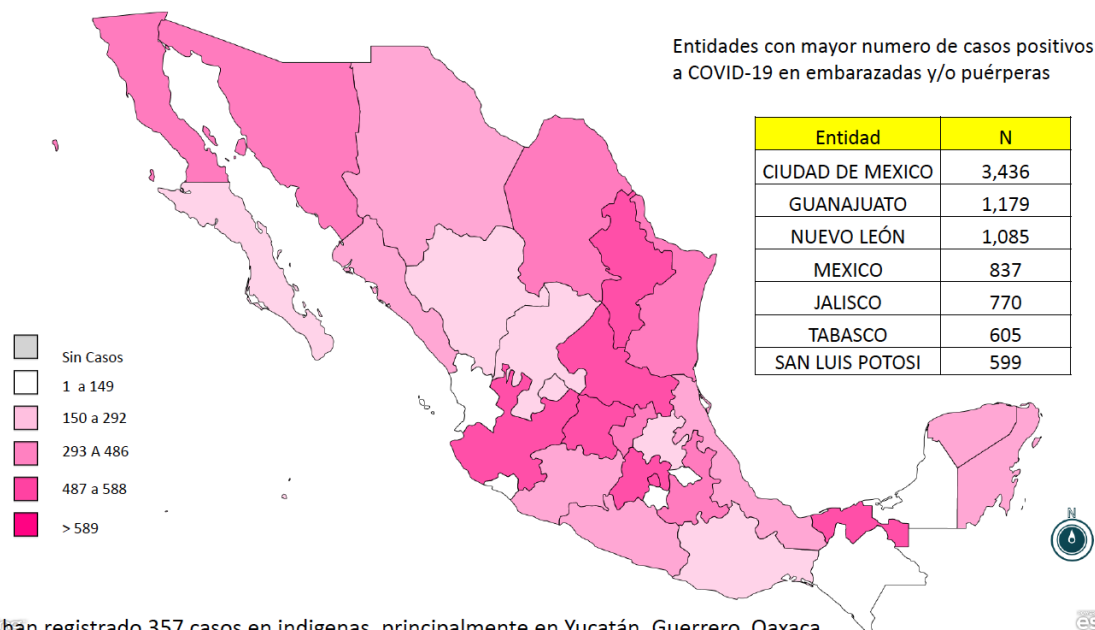 Entidades con mayor numero de casos positivos
a COVID-19 en embarazadas y/o puérperas
Entidad N
CIUDAD DE MEXICO 3,436
GUANAJUATO 1,179
NUEVO LEÓN 1,085
MEXICO 837
JALISCO 770
TABASCO 605
SAN LUIS POTOSI 599
Sin Casos
1 a 149
150 a 292
293 A 486
487 a 588
> 589
N
han registrado 357 casos en indigenas, principalmente en Yucatán, Guerrero, Oaxaca
es